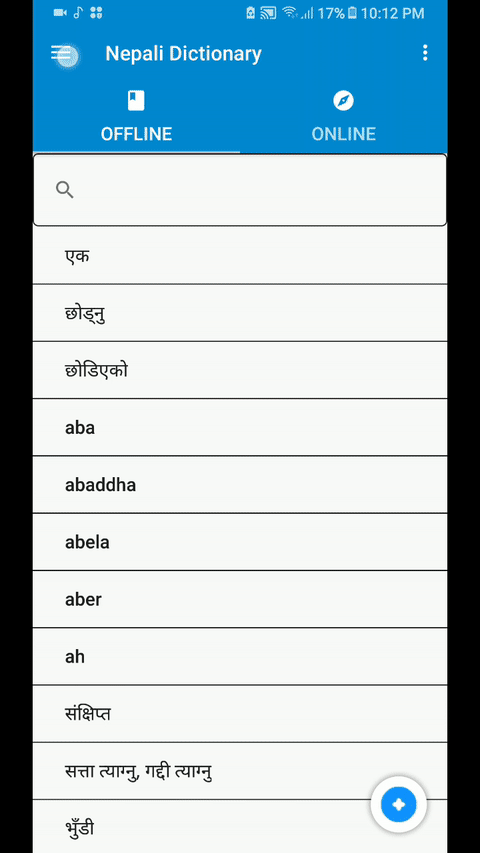 17% 10:12 PM
Nepali Dictionary
OFFLINE ONLINE
एक
छोड्नु
छोडिएको
aba
abaddha
abela
aber
ah
संक्षिप्त
सत्ता त्याग्नु, गद्दी त्याग्नु
भुँडी